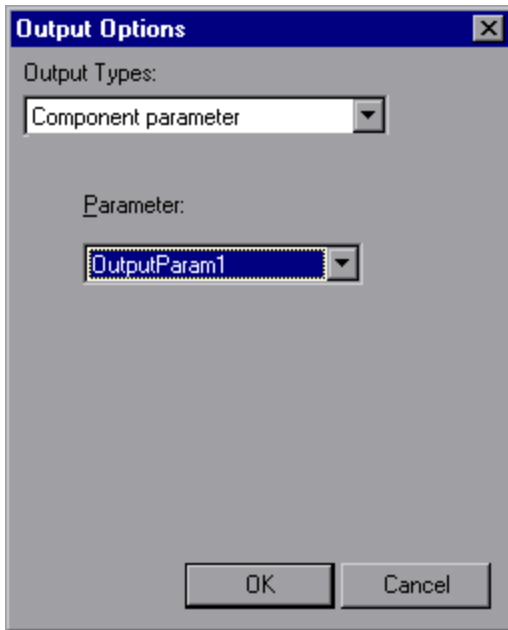 Output Options
Output Types:
Component parameter
Parameter:
OutputParam1
OK
Cancel